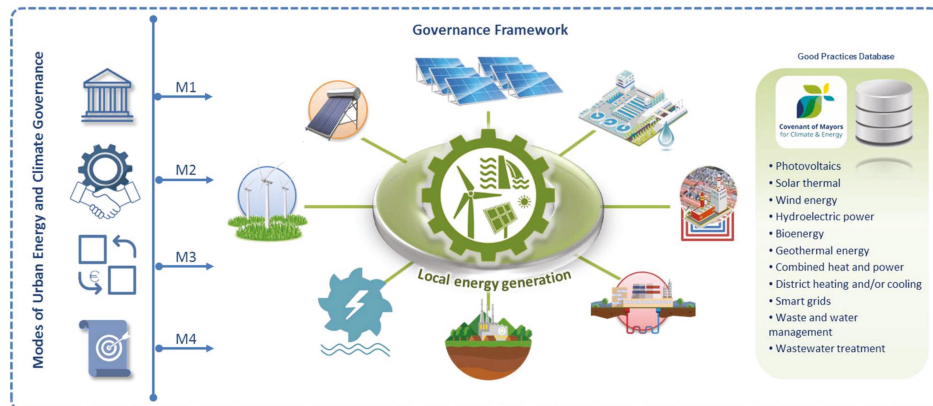 Governance Framework
Modes of Urban Energy and Climate Governance
M1
M2
M3
M4
€
Local energy generation
Good Practices Database
Covenant of Mayors
for Climate & Energy
• Photovoltaics
• Solar thermal
• Wind energy
• Hydroelectric power
• Bioenergy
• Geothermal energy
• Combined heat and power
• District heating and/or cooling
• Smart grids
• Waste and water
management
• Wastewater treatment